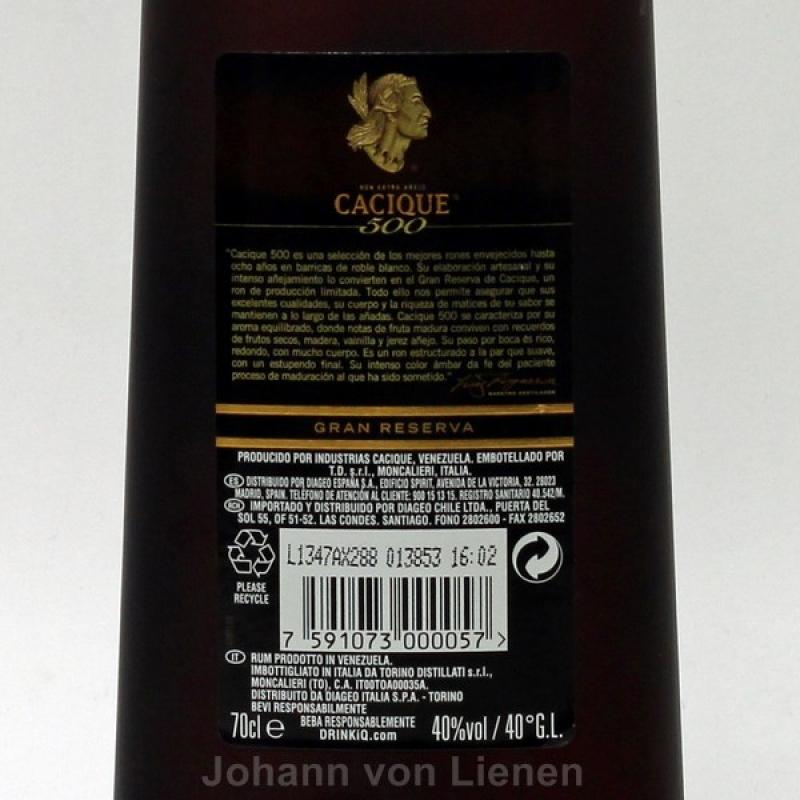 RON EXTRA AÑEJO
CACIQUE®
500
"Cacique 500 es una selección de los mejores rones envejecidos hasta
ocho años en barricas de roble blanco. Su elaboración artesanal y su
intenso añejamiento lo convierten en el Gran Reserva de Cacique, un
ron de producción limitada. Todo ello nos permite asegurar que sus
excelentes cualidades, su cuerpo y la riqueza de matices de su sabor se
mantienen a lo largo de las añadas. Cacique 500 se caracteriza por su
aroma equilibrado, donde notas de fruta madura conviven con recuerdos
de frutos secos, madera, vainilla y jerez añejo. Su paso por boca es rico,
redondo, con mucho cuerpo. Es un ron estructurado a la par que suave,
con un estupendo final. Su intenso color ámbar da fe del paciente
proceso de maduración al que ha sido sometido."
MAESTRO DESTILADOR
GRAN RESERVA
PRODUCIDO POR INDUSTRIAS CACIQUE, VENEZUELA. EMBOTELLADO POR
T.D. s.r.l., MONCALIERI, ITALIA.
ES DISTRIBUIDO POR DIAGEO ESPAÑA S.A., EDIFICIO SPIRIT, AVENIDA DE LA VICTORIA, 32. 28023
MADRID, SPAIN. TELÉFONO DE ATENCIÓN AL CLIENTE: 900 15 13 15. REGISTRO SANITARIO 40.542/M.
RCH IMPORTADO Y DISTRIBUIDO POR DIAGEO CHILE LTDA., PUERTA DEL
SOL 55, OF 51-52. LAS CONDES. SANTIAGO. FONO 2802600 - FAX 2802652
L1347AX288 013853 16:02
PLEASE
RECYCLE
7 591073 000057 >
IT RUM PRODOTTO IN VENEZUELA.
IMBOTTIGLIATO IN ITALIA DA TORINO DISTILLATI s.r.l.,
MONCALIERI (TO), C.A. IT00TOA00035A.
DISTRIBUITO DA DIAGEO ITALIA S.P.A. - TORINO
BEVI RESPONSABILMENTE
70cl e BEBA RESPONSABLEMENTE 40%vol / 40°G.L.
DRINKiQ.com
Johann von Lienen